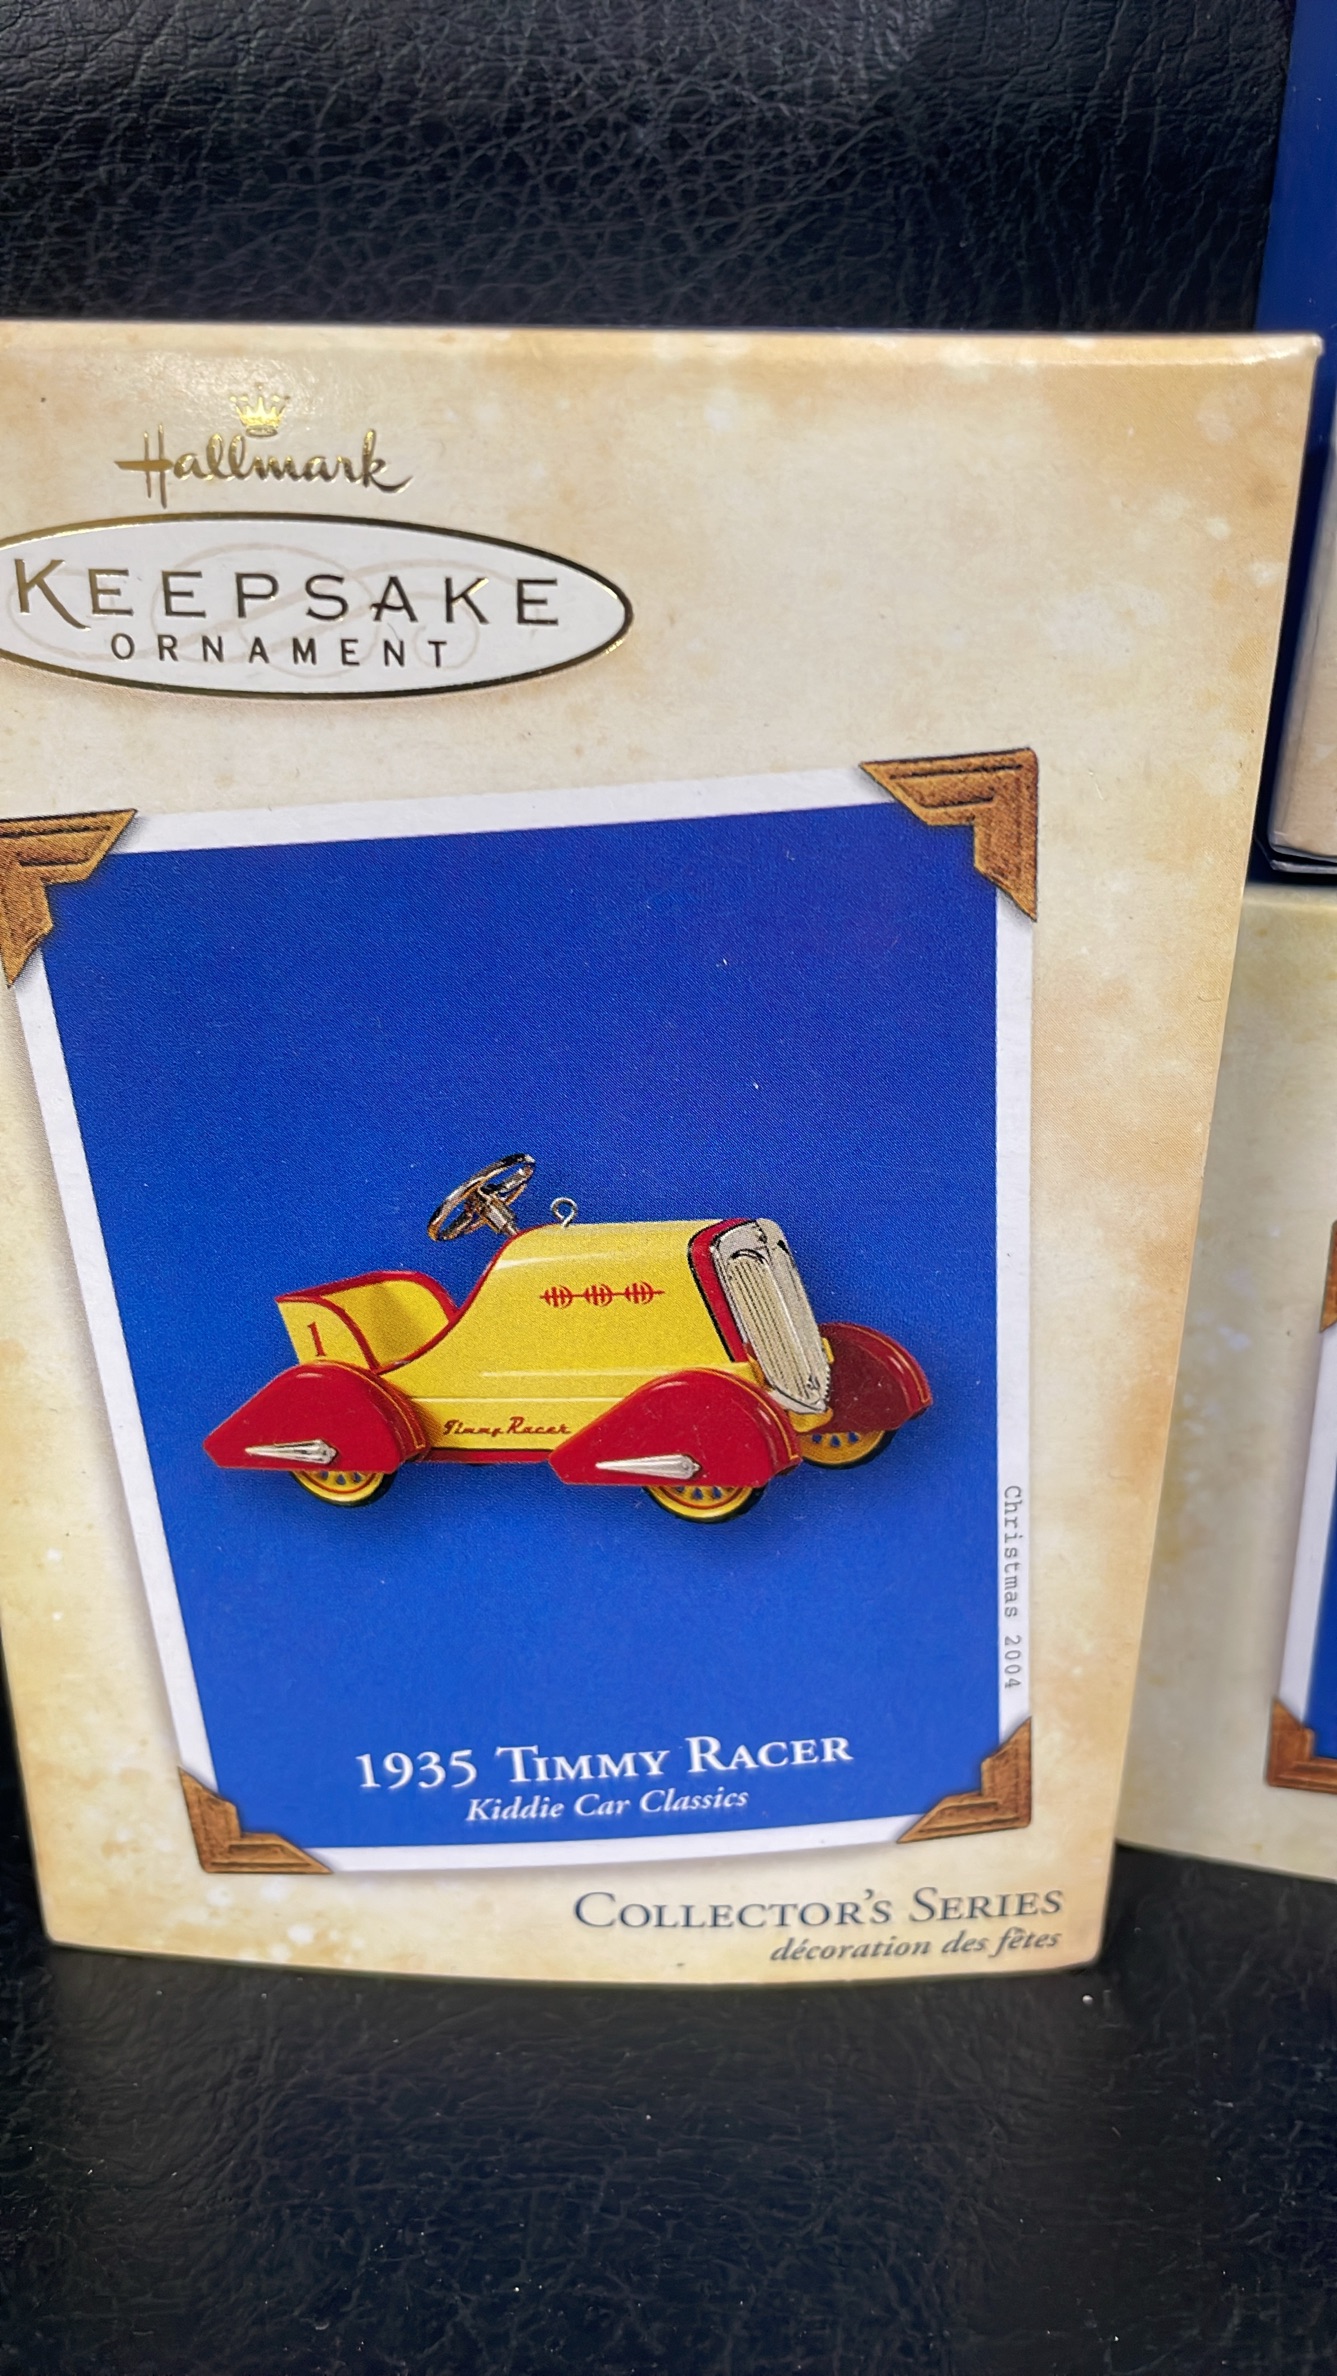 Hallmark
KEEPSAKE
ORNAMENT
1
Timmy Racer
Christmas 2004
1935 TIMMY RACER
Kiddie Car Classics
COLLECTOR'S SERIES
décoration des fêtes